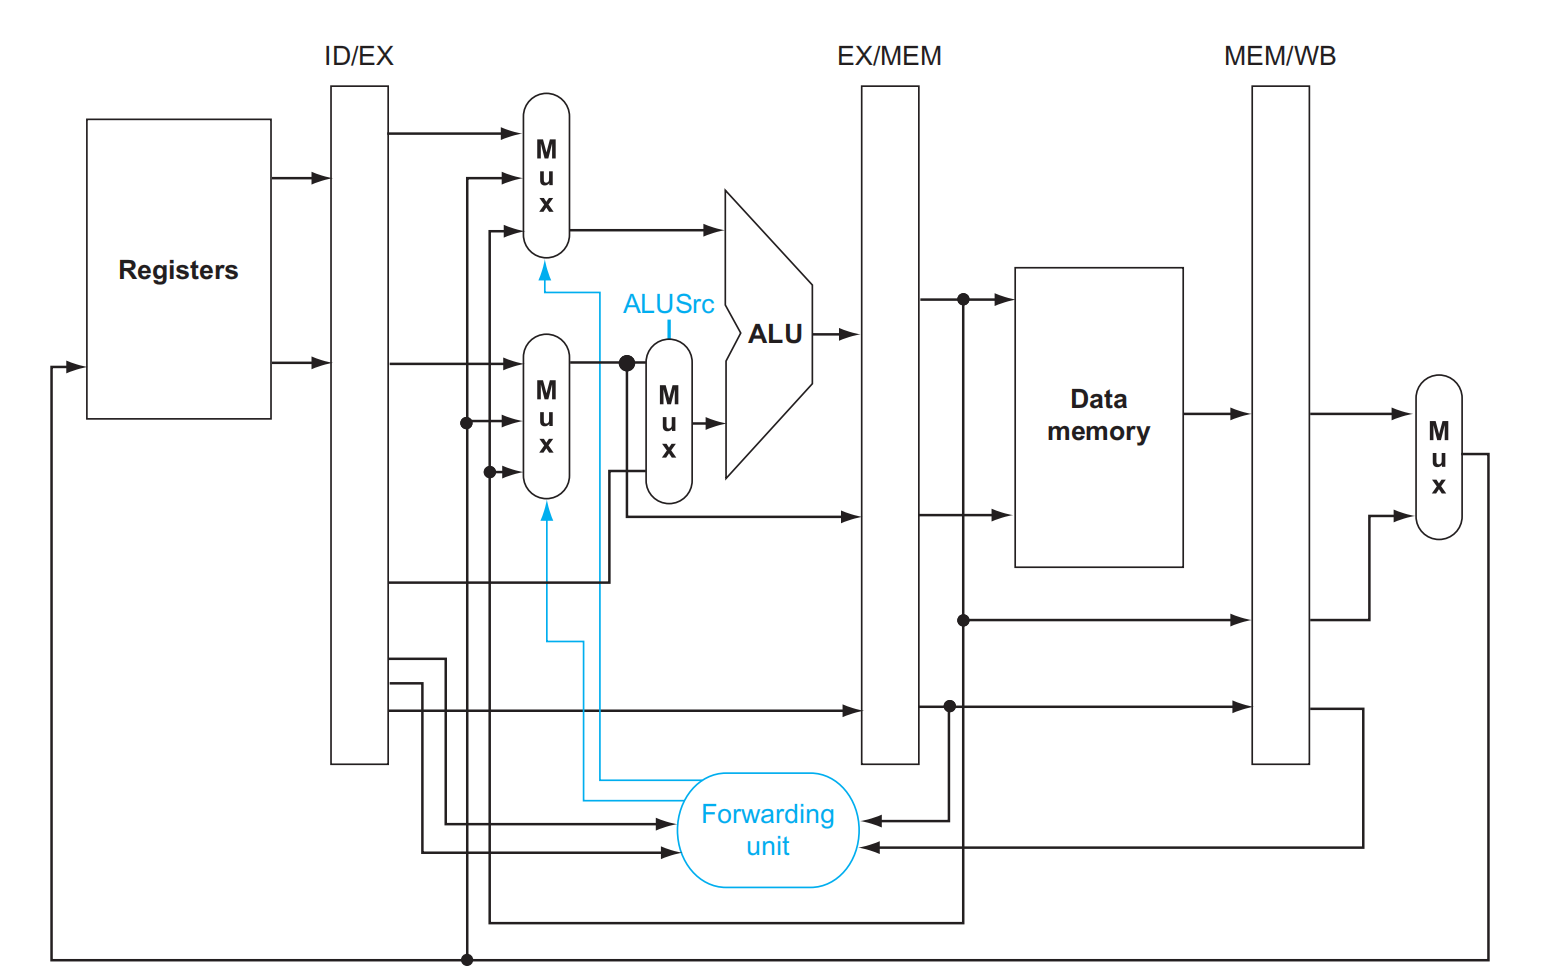 ID/EX
EX/MEM
MEM/WB
M
u
x
Registers
ALUSrc
ALU
M
u
x
M
u
x
Data
memory
M
u
x
Forwarding
unit